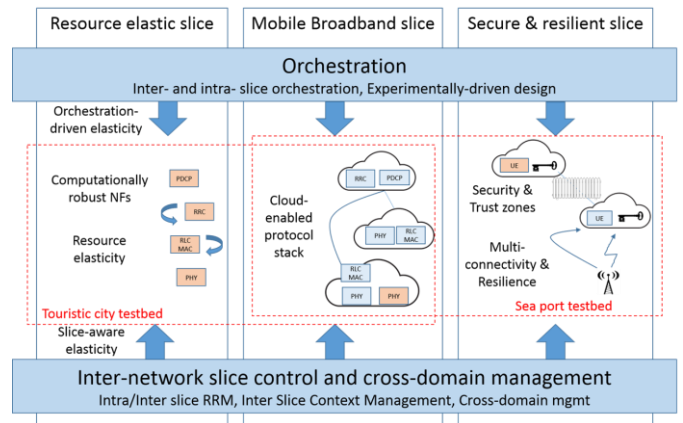 Resource elastic slice
Mobile Broadband slice
Secure & resilient slice
Orchestration
Inter- and intra- slice orchestration, Experimentally-driven design
Orchestration-
driven elasticity
Computationally
robust NFs
Resource
elasticity
PDCP
RRC
RLC
MAC
PHY
Touristic city testbed
Slice-aware
elasticity
Cloud-
enabled
protocol
stack
RRC
PDCP
PHY
RLC
MAC
RLC
MAC
PHY
PHY
UE
Security &
Trust zones
UE
Multi-
connectivity &
Resilience
Sea port testbed
Inter-network slice control and cross-domain management
Intra/Inter slice RRM, Inter Slice Context Management, Cross-domain mgmt